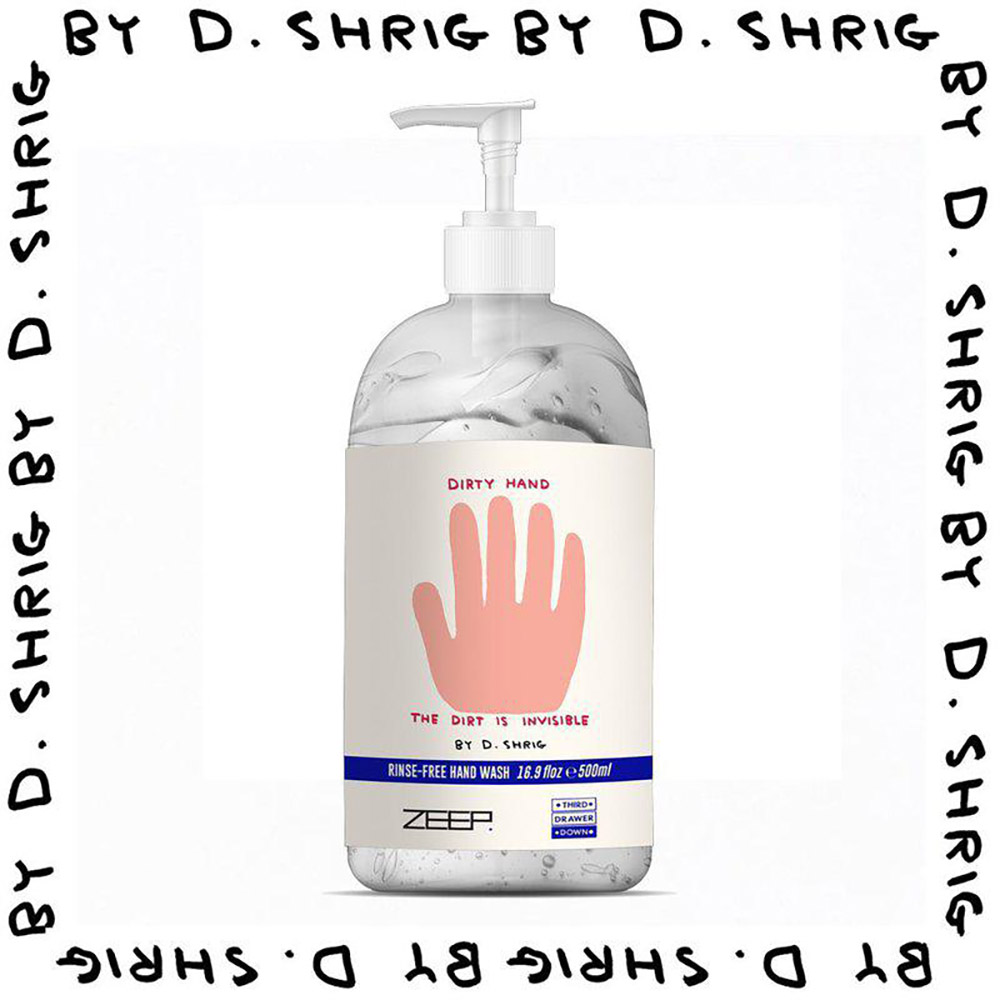 BY D. SHRIG BY D. SHRIG
BY D. SHRIG BY D. SHRIG
BY D. SHRIG BY D. SHRIG
DIRTY HAND
THE DIRT IS INVISIBLE
BY D. SHRIG
RINSE-FREE HAND WASH 16.9 floz ℮ 500ml
ZEEP.
•THIRD•
DRAWER
•DOWN•
BY D. SHRIG BY D. SHRIG